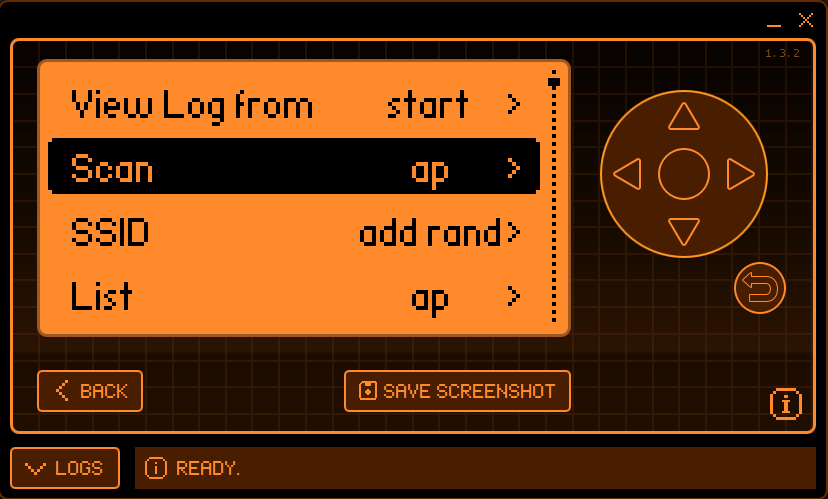 1.3.2
View Log from start >
Scan ap >
SSID add rand>
List ap >
BACK
SAVE SCREENSHOT
LOGS
READY.